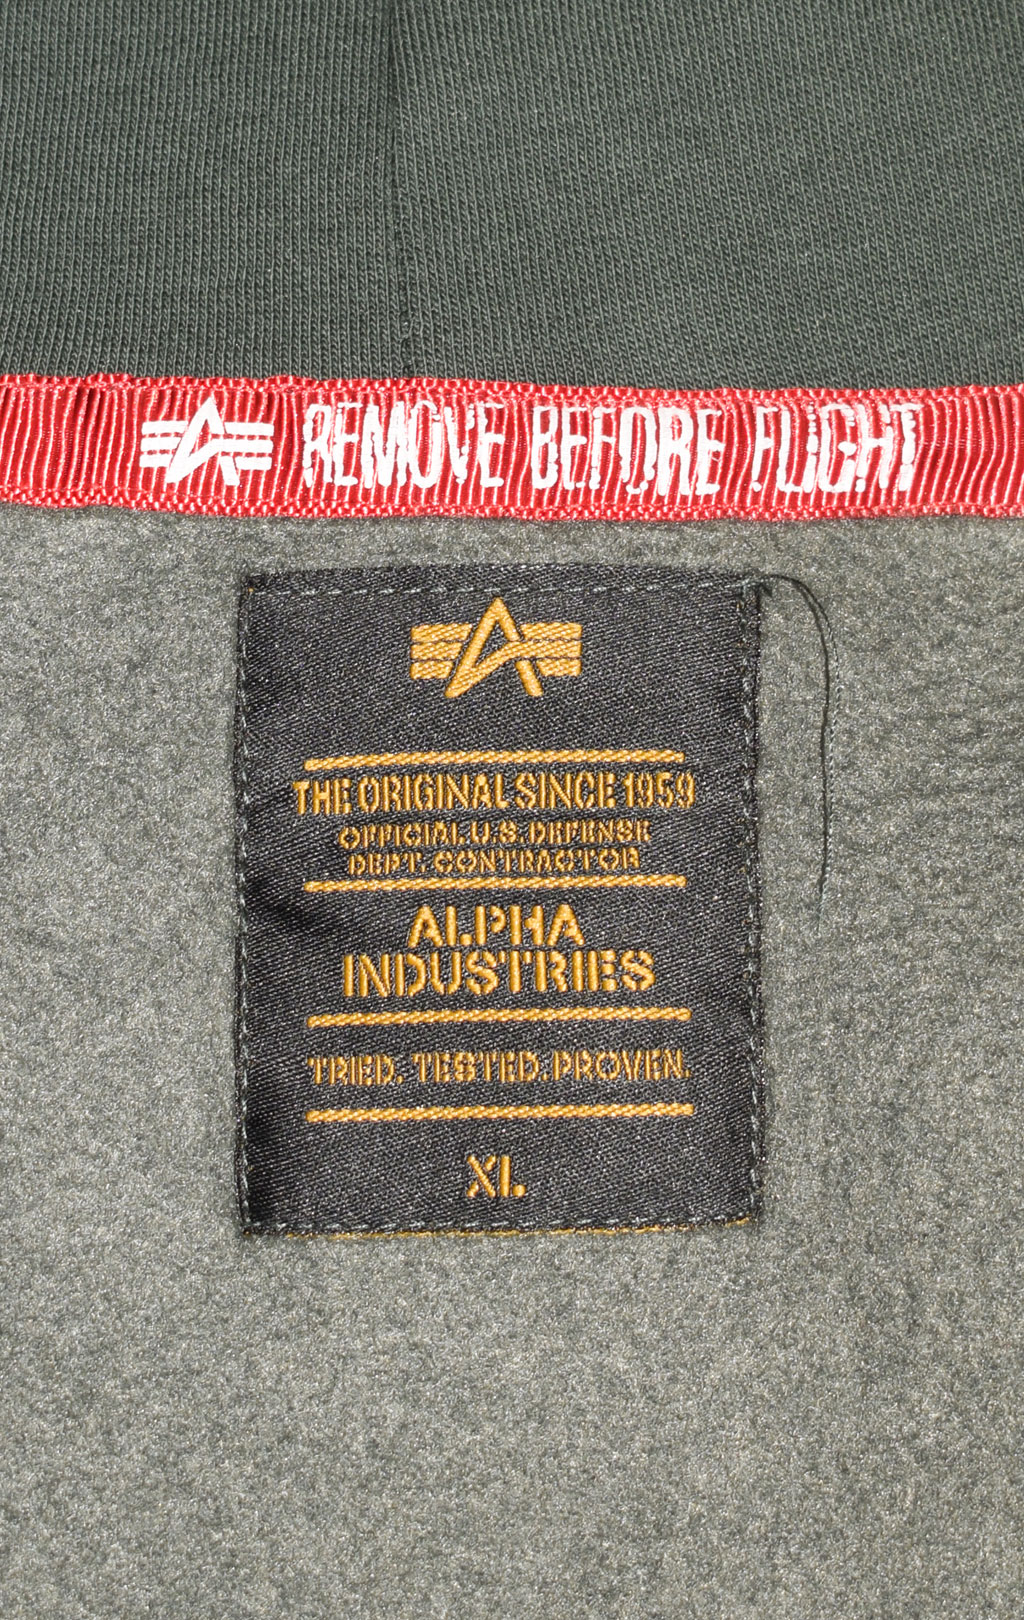 REMOVE BEFORE FLIGHT
THE ORIGINAL SINCE 1959
OFFICIAL U.S. DEFENSE
DEPT. CONTRACTOR
ALPHA
INDUSTRIES
TRIED. TESTED. PROVEN.
XL